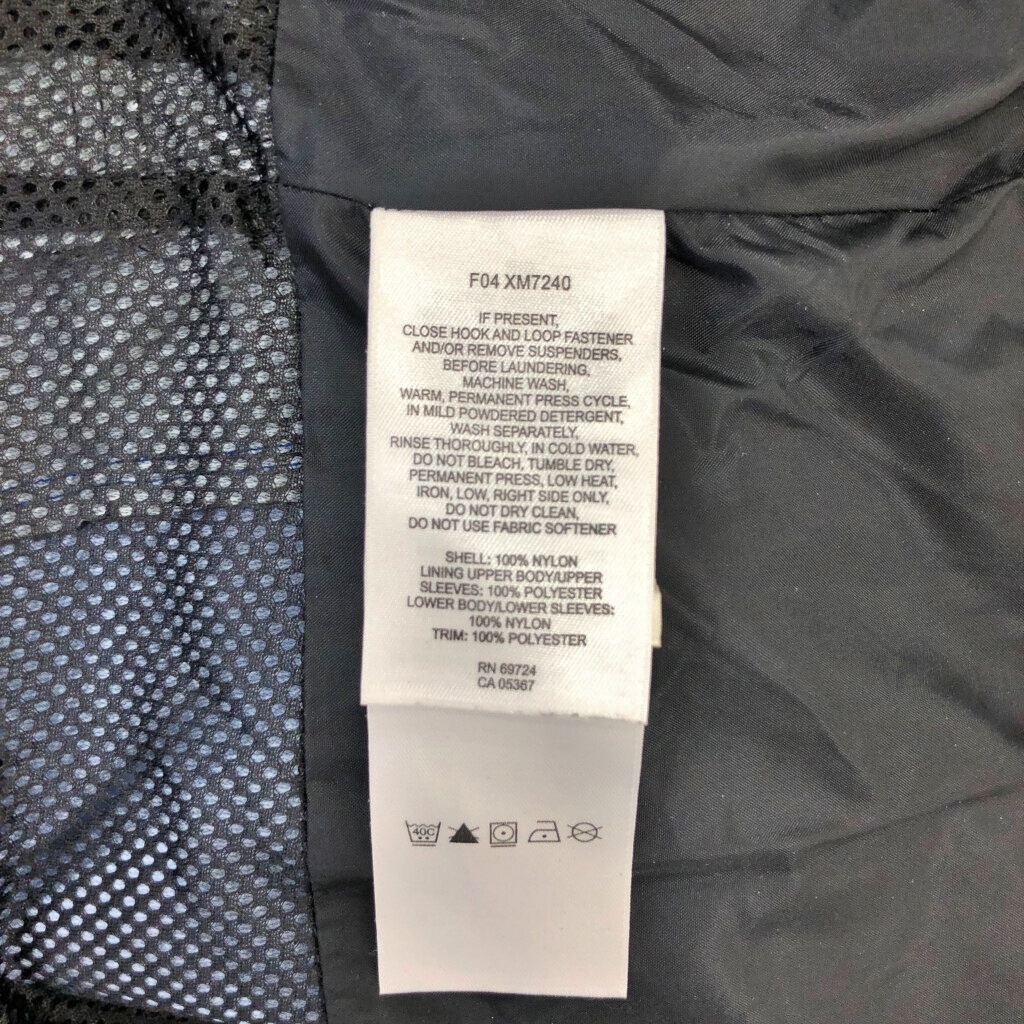 F04 XM7240
IF PRESENT,
CLOSE HOOK AND LOOP FASTENER
AND/OR REMOVE SUSPENDERS,
BEFORE LAUNDERING,
MACHINE WASH,
WARM, PERMANENT PRESS CYCLE,
IN MILD POWDERED DETERGENT,
WASH SEPARATELY,
RINSE THOROUGHLY, IN COLD WATER,
DO NOT BLEACH, TUMBLE DRY,
PERMANENT PRESS, LOW HEAT,
IRON, LOW, RIGHT SIDE ONLY,
DO NOT DRY CLEAN,
DO NOT USE FABRIC SOFTENER
SHELL: 100% NYLON
LINING UPPER BODY/UPPER
SLEEVES: 100% POLYESTER
LOWER BODY/LOWER SLEEVES:
100% NYLON
TRIM: 100% POLYESTER
RN 69724
CA 05367
40C